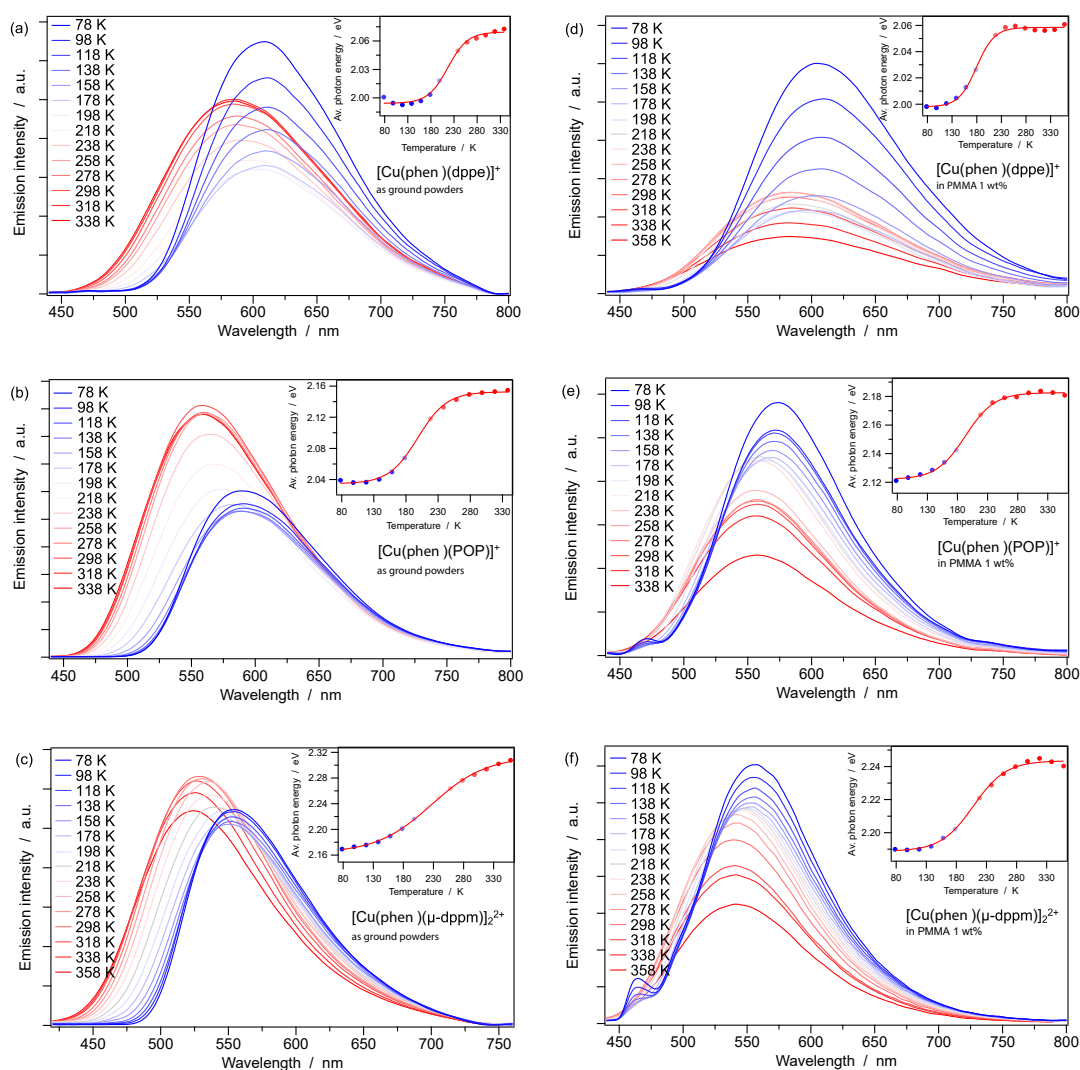 (a)
78 K
98 K
118 K
138 K
158 K
178 K
198 K
218 K
238 K
258 K
278 K
298 K
318 K
338 K
Emission intensity / a.u.
Av. photon energy / eV
2.08
2.04
2.00
80 130 180 230 280 330
Temperature / K
[Cu(phen )(dppe)]⁺
as ground powders
450 500 550 600 650 700 750 800
Wavelength / nm
(d)
78 K
98 K
118 K
138 K
158 K
178 K
198 K
218 K
238 K
258 K
278 K
298 K
318 K
338 K
358 K
Emission intensity / a.u.
Av. photon energy / eV
2.06
2.04
2.02
2.00
80 130 180 230 280 330
Temperature / K
[Cu(phen )(dppe)]⁺
in PMMA 1 wt%
450 500 550 600 650 700 750 800
Wavelength / nm
(b)
78 K
98 K
118 K
138 K
158 K
178 K
198 K
218 K
238 K
258 K
278 K
298 K
318 K
338 K
Emission intensity / a.u.
Av. photon energy / eV
2.16
2.12
2.08
2.04
80 130 180 230 280 330
Temperature / K
[Cu(phen )(POP)]⁺
as ground powders
450 500 550 600 650 700 750 800
Wavelength / nm
(e)
78 K
98 K
118 K
138 K
158 K
178 K
198 K
218 K
238 K
258 K
278 K
298 K
318 K
338 K
Emission intensity / a.u.
Av. photon energy / eV
2.18
2.16
2.14
2.12
80 130 180 230 280 330
Temperature / K
[Cu(phen )(POP)]⁺
in PMMA 1 wt%
450 500 550 600 650 700 750 800
Wavelength / nm
(c)
78 K
98 K
118 K
138 K
158 K
178 K
198 K
218 K
238 K
258 K
278 K
298 K
318 K
338 K
358 K
Emission intensity / a.u.
Av. photon energy / eV
2.32
2.28
2.24
2.20
2.16
80 130 180 230 280 330
Temperature / K
[Cu(phen )(μ-dppm)]₂²⁺
as ground powders
450 500 550 600 650 700 750
Wavelength / nm
(f)
78 K
98 K
118 K
138 K
158 K
178 K
198 K
218 K
238 K
258 K
278 K
298 K
318 K
338 K
358 K
Emission intensity / a.u.
Av. photon energy / eV
2.24
2.22
2.20
80 130 180 230 280 330
Temperature / K
[Cu(phen )(μ-dppm)]₂²⁺
in PMMA 1 wt%
450 500 550 600 650 700 750 800
Wavelength / nm